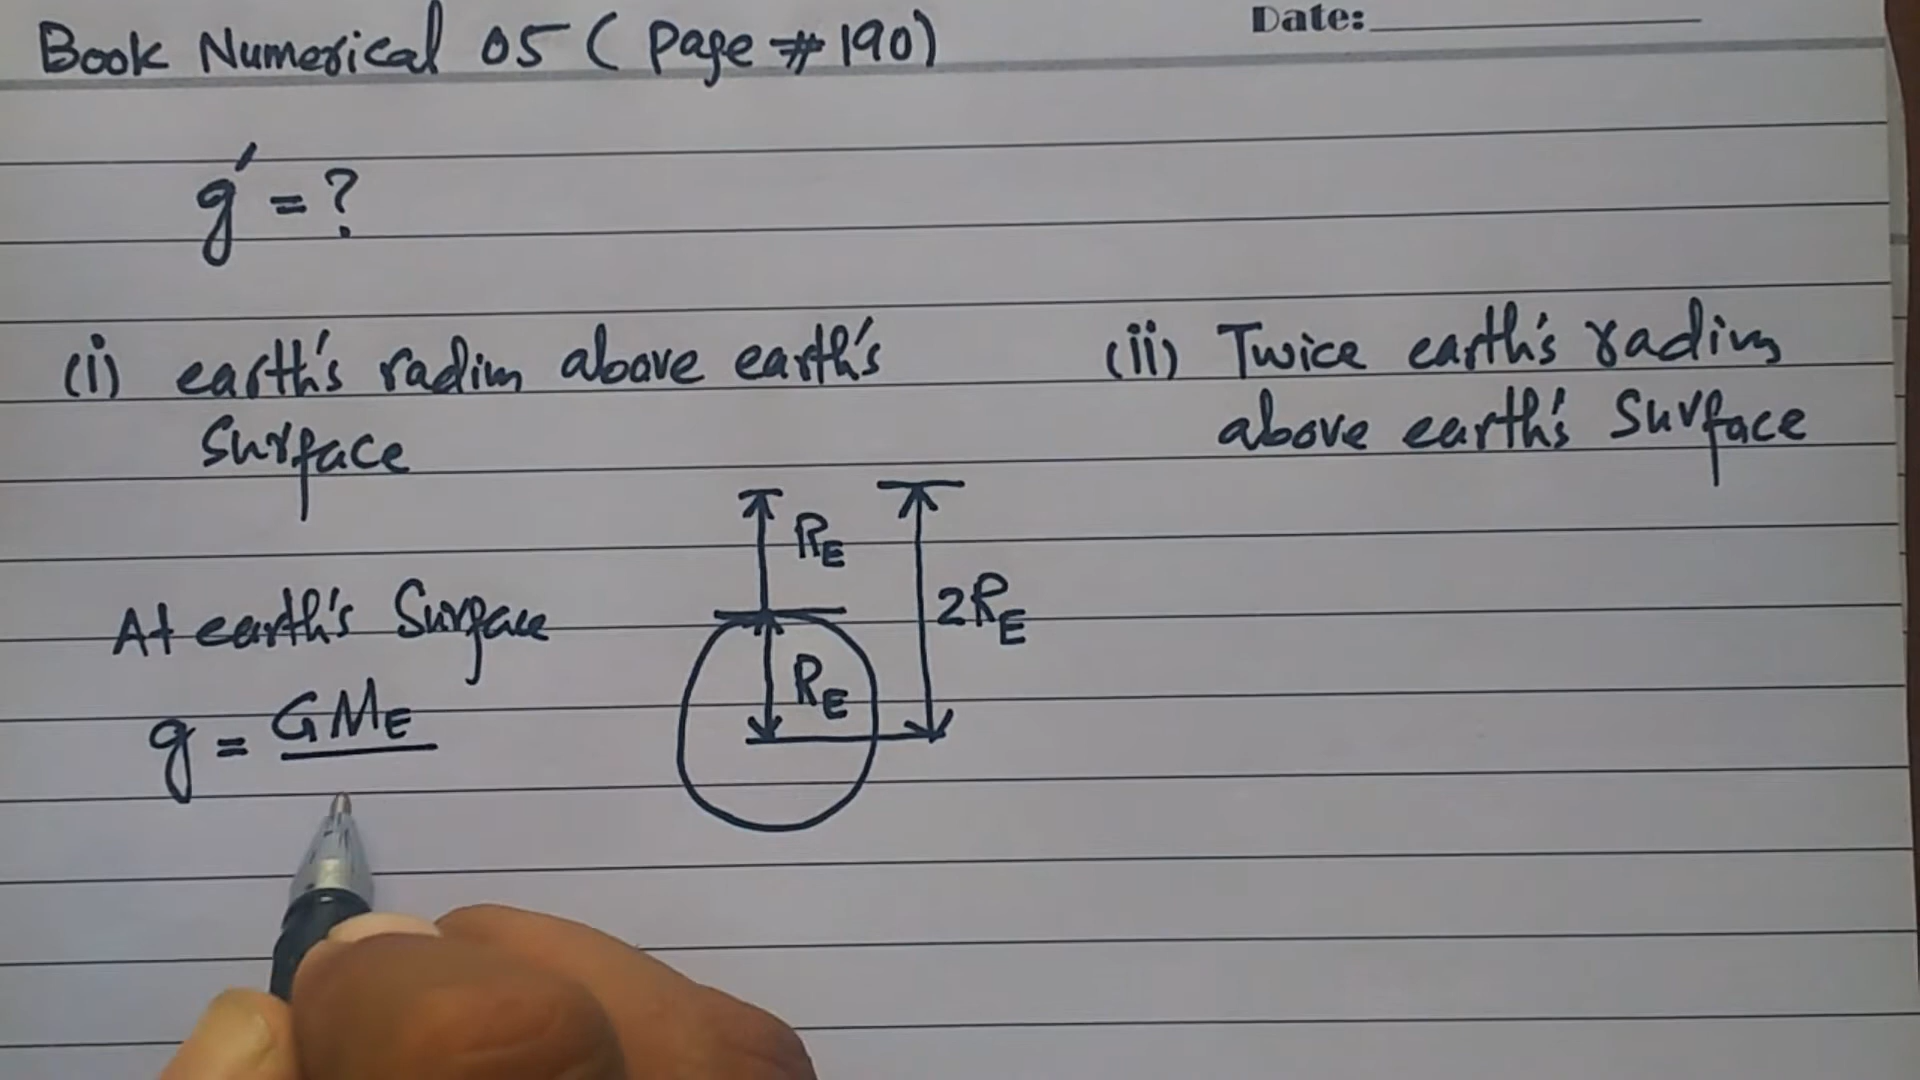 Book Numerical 05 ( Page # 190)
Date:
g' = ?
(i) earth's radius above earth's
Surface
(ii) Twice earth's radius
above earth's Surface
RE
2RE
At earth's Surface
RE
g = GME